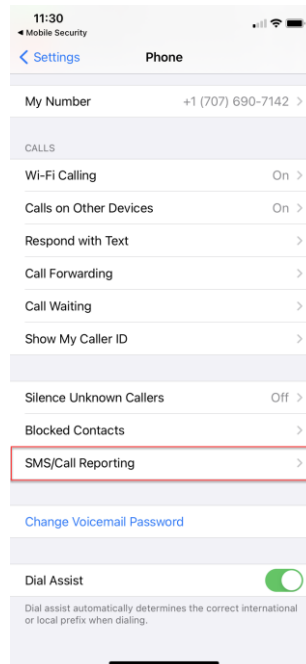 11:30
◀ Mobile Security
Settings
Phone
My Number +1 (707) 690-7142
CALLS
Wi-Fi Calling On
Calls on Other Devices On
Respond with Text
Call Forwarding
Call Waiting
Show My Caller ID
Silence Unknown Callers Off
Blocked Contacts
SMS/Call Reporting
Change Voicemail Password
Dial Assist
Dial assist automatically determines the correct international
or local prefix when dialing.